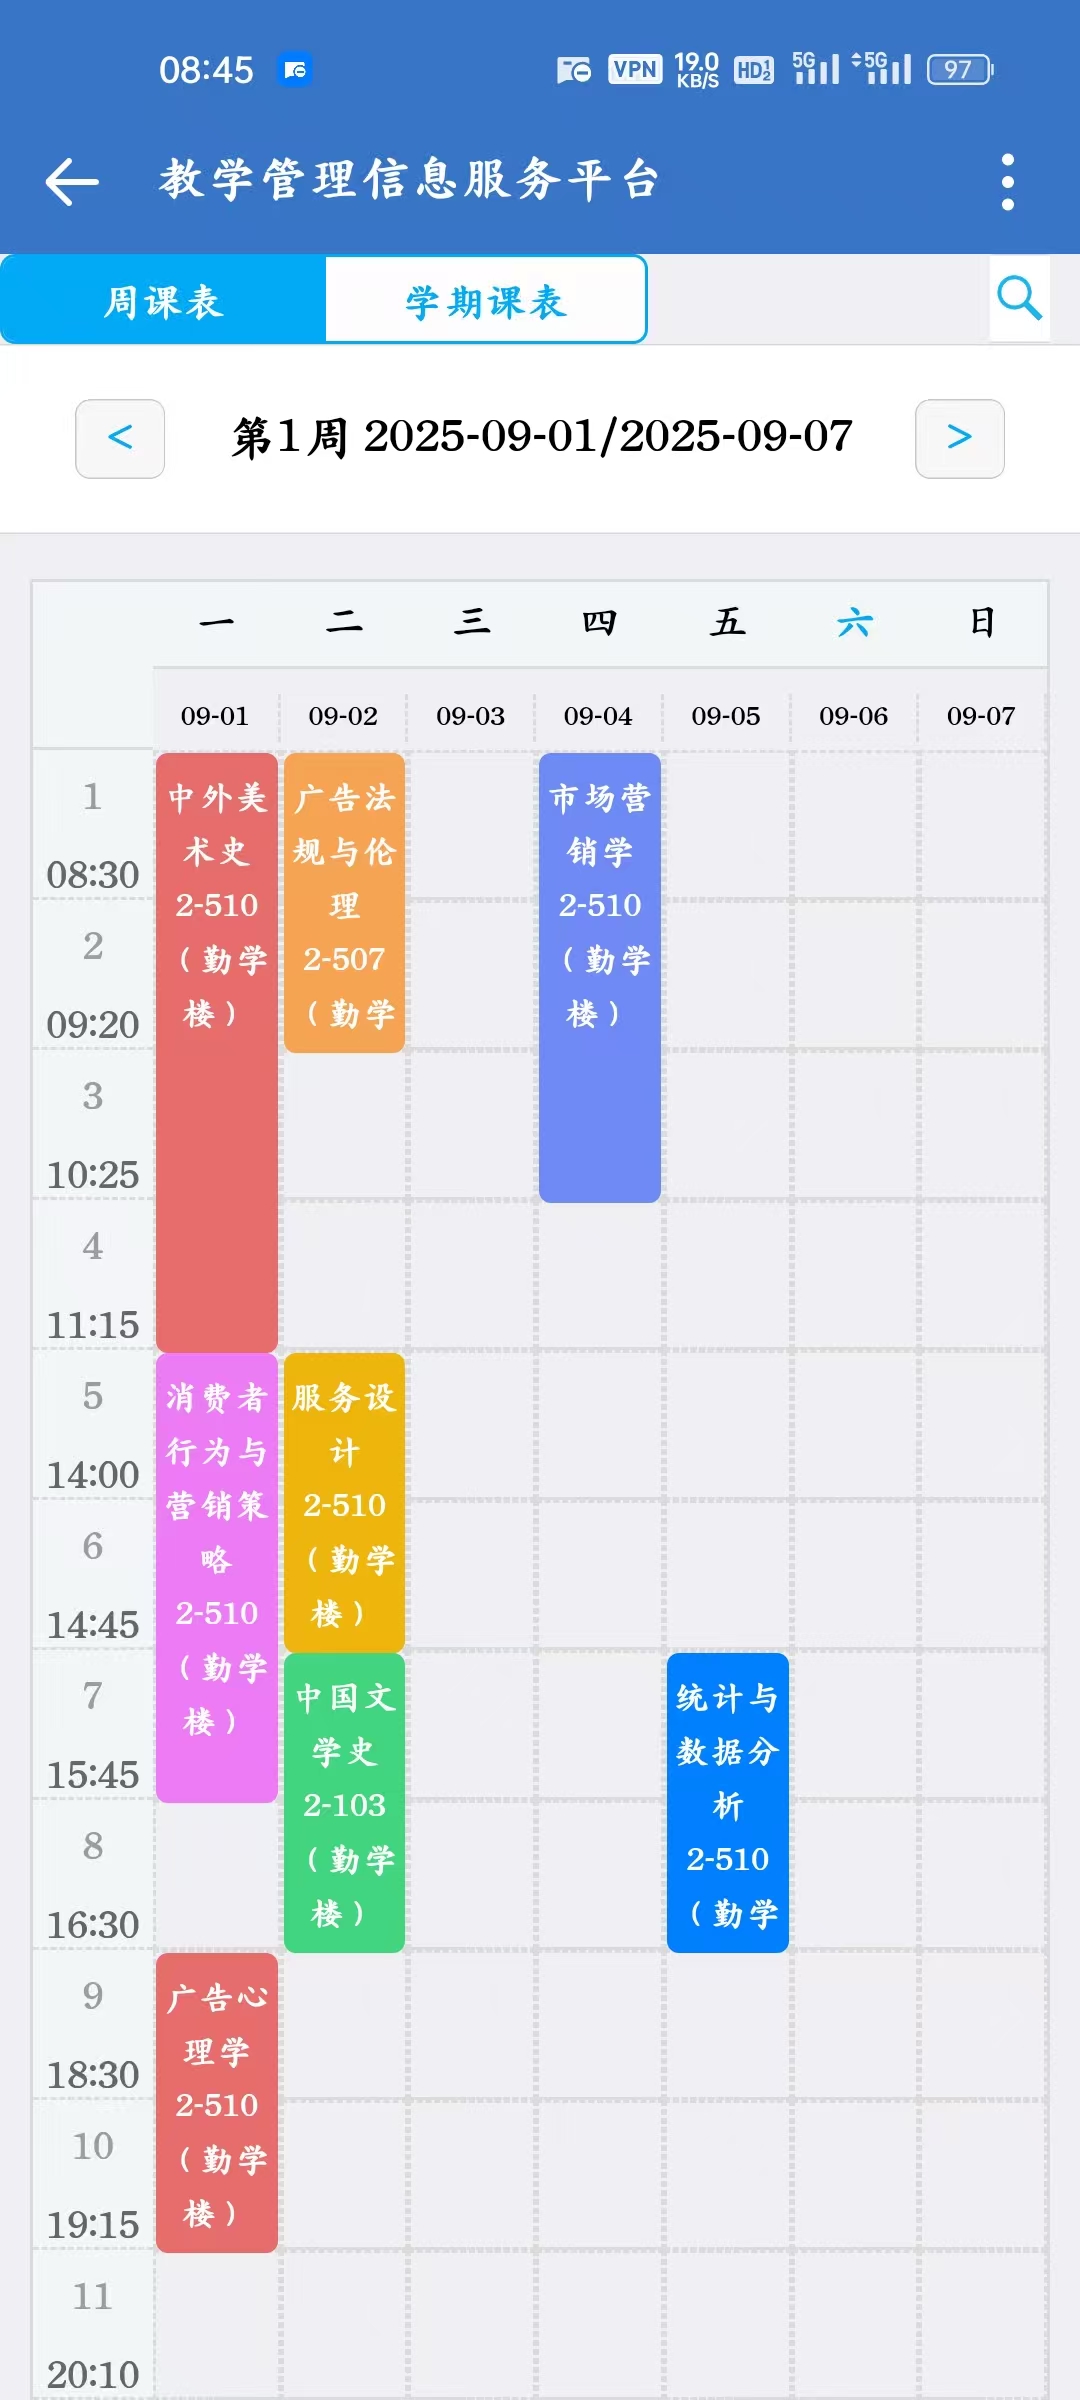 08:45
VPN 19.0 KB/S HD 1 2 5G 5G 97
教学管理信息服务平台
周课表 学期课表
< 第1周 2025-09-01/2025-09-07 >
一 二 三 四 五 六 日
09-01 09-02 09-03 09-04 09-05 09-06 09-07
1
08:30
2
09:20
3
10:25
4
11:15
5
14:00
6
14:45
7
15:45
8
16:30
9
18:30
10
19:15
11
20:10
中外美
术史
2-510
（勤学
楼）
消费者
行为与
营销策
略
2-510
（勤学
楼）
广告心
理学
2-510
（勤学
楼）
广告法
规与伦
理
2-507
（勤学
服务设
计
2-510
（勤学
楼）
中国文
学史
2-103
（勤学
楼）
市场营
销学
2-510
（勤学
楼）
统计与
数据分
析
2-510
（勤学